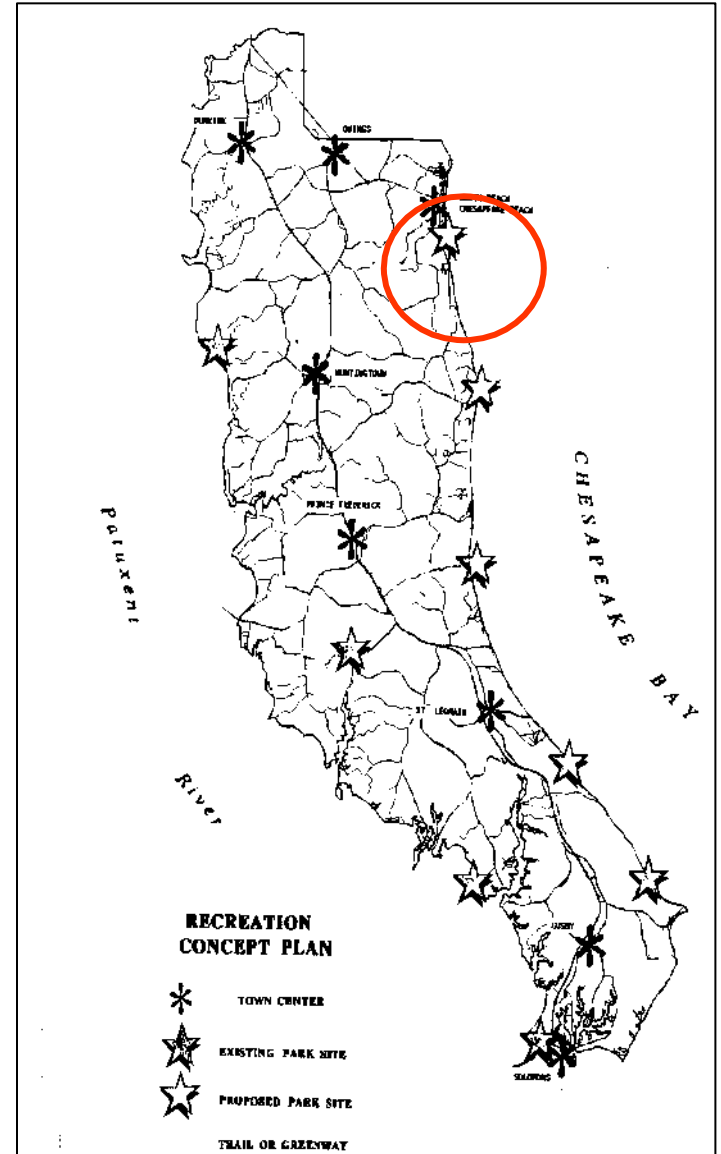 DUNKIRK
OWINGS
BEACH
CHESAPEAKE BEACH
HUNTINGTOWN
PRINCE FREDERICK
ST LEONARD
LUSBY
SOLOMONS
CHESAPEAKE BAY
Patuxent
River
RECREATION
CONCEPT PLAN
TOWN CENTER
EXISTING PARK SITE
PROPOSED PARK SITE
TRAIL OR GREENWAY